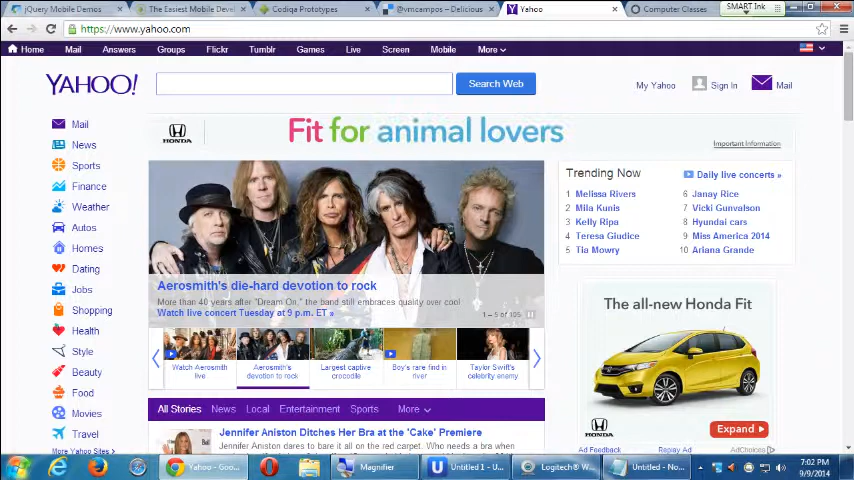 jQuery Mobile Demos
The Easiest Mobile Devel
Codiqa Prototypes
@vmcampos – Delicious
Yahoo
Computer Classes
SMART Ink
https://www.yahoo.com
Home Mail Answers Groups Flickr Tumblr Games Live Screen Mobile More
YAHOO!
Search Web
My Yahoo Sign In Mail
Mail
News
Sports
Finance
Weather
Autos
Homes
Dating
Jobs
Shopping
Health
Style
Beauty
Food
Movies
Travel
More Yahoo Sites >
HONDA
Fit for animal lovers
Important Information
Aerosmith's die-hard devotion to rock
More than 40 years after "Dream On," the band still embraces quality over cool
Watch live concert Tuesday at 9 p.m. ET »
1 – 5 of 105
Watch Aerosmith live
Aerosmith's devotion to rock
Largest captive crocodile
Boy's rare find in river
Taylor Swift's celebrity enemy
All Stories News Local Entertainment Sports More
Jennifer Aniston Ditches Her Bra at the 'Cake' Premiere
Jennifer Aniston dares to bare it all on the red carpet. Who needs a bra when
Trending Now
Daily live concerts »
1 Melissa Rivers
2 Mila Kunis
3 Kelly Ripa
4 Teresa Giudice
5 Tia Mowry
6 Janay Rice
7 Vicki Gunvalson
8 Hyundai cars
9 Miss America 2014
10 Ariana Grande
The all-new Honda Fit
HONDA
Expand
Ad Feedback Replay Ad AdChoices
Yahoo - Goo...
Magnifier
Untitled 1 - U...
Logitech® W...
Untitled - No...
7:02 PM
9/9/2014